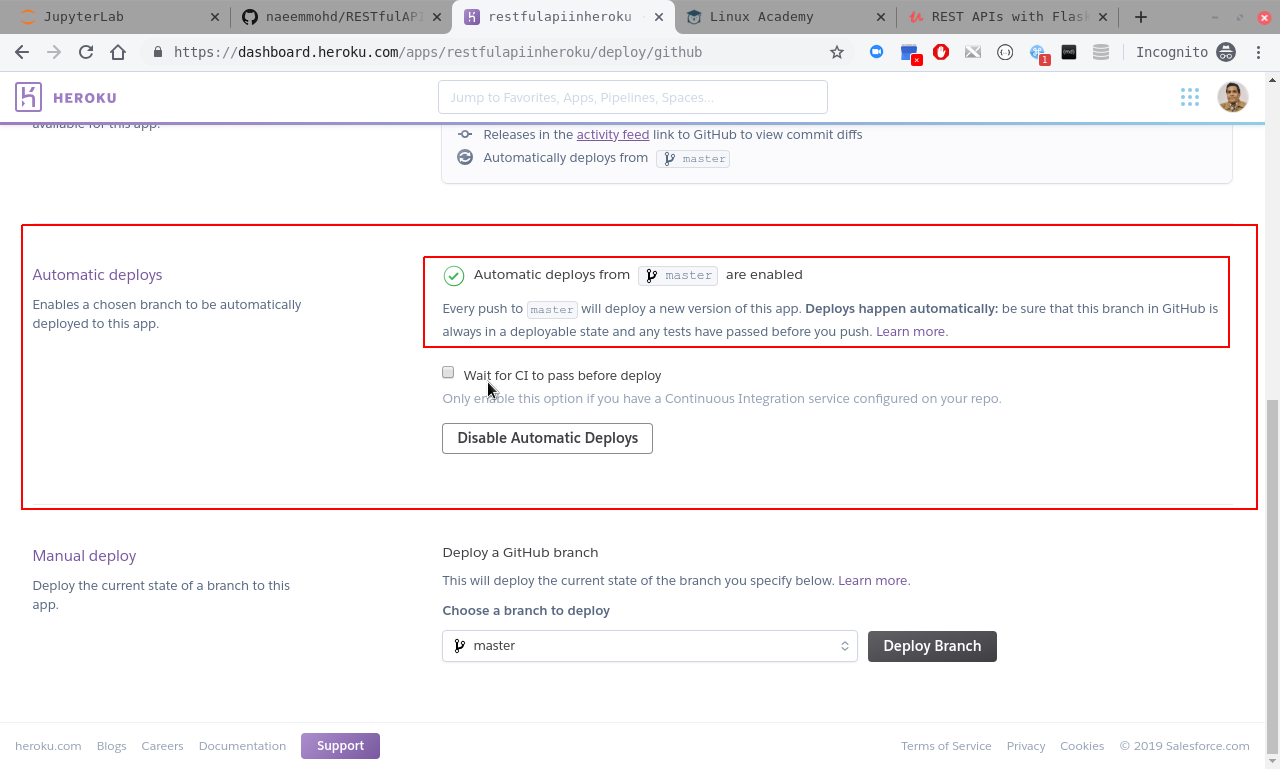 JupyterLab
naeemmohd/RESTfulAPI
restfulapiinheroku
Linux Academy
REST APIs with Flask
https://dashboard.heroku.com/apps/restfulapiinheroku/deploy/github
1
Incognito
HEROKU
Jump to Favorites, Apps, Pipelines, Spaces...
available for this app.
Releases in the activity feed link to GitHub to view commit diffs
Automatically deploys from master
Automatic deploys
Enables a chosen branch to be automatically
deployed to this app.
Automatic deploys from master are enabled
Every push to master will deploy a new version of this app. Deploys happen automatically: be sure that this branch in GitHub is
always in a deployable state and any tests have passed before you push. Learn more.
Wait for CI to pass before deploy
Only enable this option if you have a Continuous Integration service configured on your repo.
Disable Automatic Deploys
Manual deploy
Deploy the current state of a branch to this
app.
Deploy a GitHub branch
This will deploy the current state of the branch you specify below. Learn more.
Choose a branch to deploy
master
Deploy Branch
heroku.com
Blogs
Careers
Documentation
Support
Terms of Service
Privacy
Cookies
© 2019 Salesforce.com